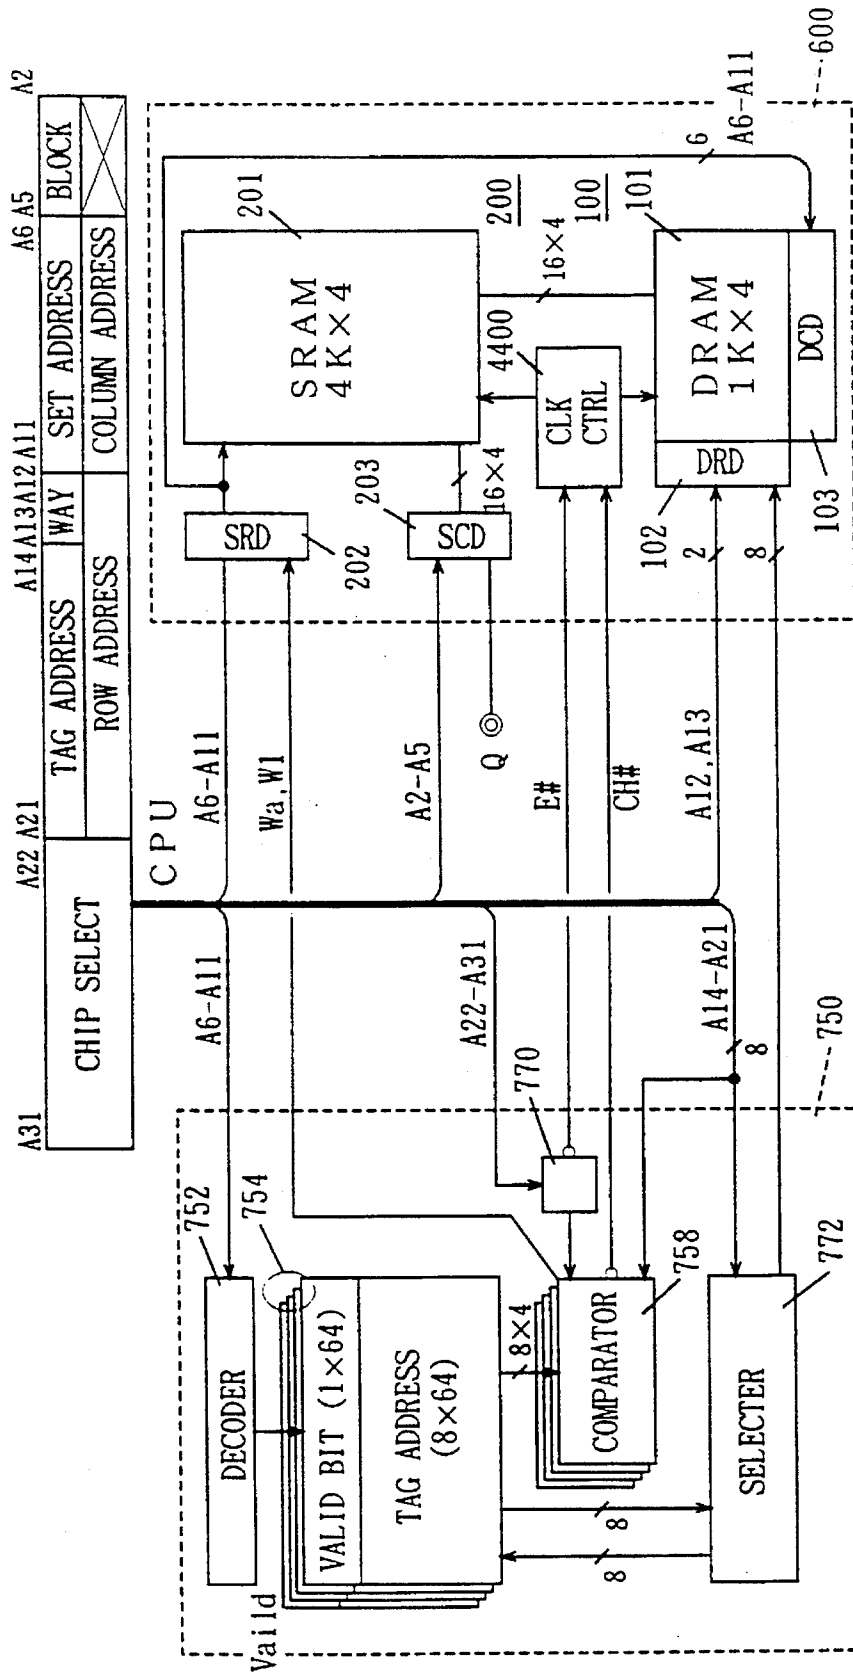 A31
A22 A21
A14 A13 A12 A11
A6 A5
A2
CHIP SELECT
TAG ADDRESS
WAY
SET ADDRESS
BLOCK
ROW ADDRESS
COLUMN ADDRESS
CPU
Vaild
752
DECODER
754
VALID BIT (1×64)
TAG ADDRESS
(8×64)
8×4
COMPARATOR
758
770
8
8
SELECTER
772
750
A6-A11
A22-A31
A14-A21
8
A6-A11
Wa,W1
A2-A5
Q
E#
CH#
A12,A13
2
8
SRD
202
SCD
203
16×4
SRAM
4K×4
201
200
100
16×4
CLK
CTRL
4400
DRAM
1K×4
101
DRD
102
DCD
103
6
A6-A11
600